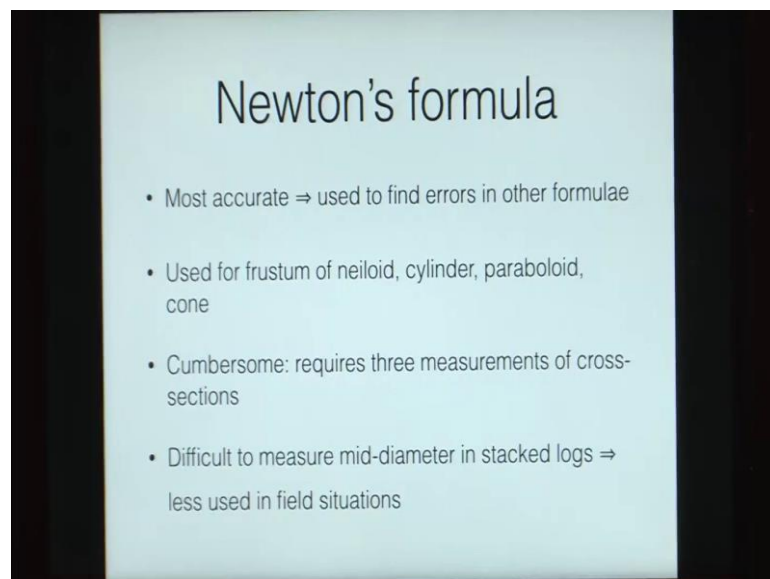 Newton's formula
• Most accurate ⇒ used to find errors in other formulae
• Used for frustum of neiloid, cylinder, paraboloid,
cone
• Cumbersome: requires three measurements of cross-
sections
• Difficult to measure mid-diameter in stacked logs ⇒
less used in field situations